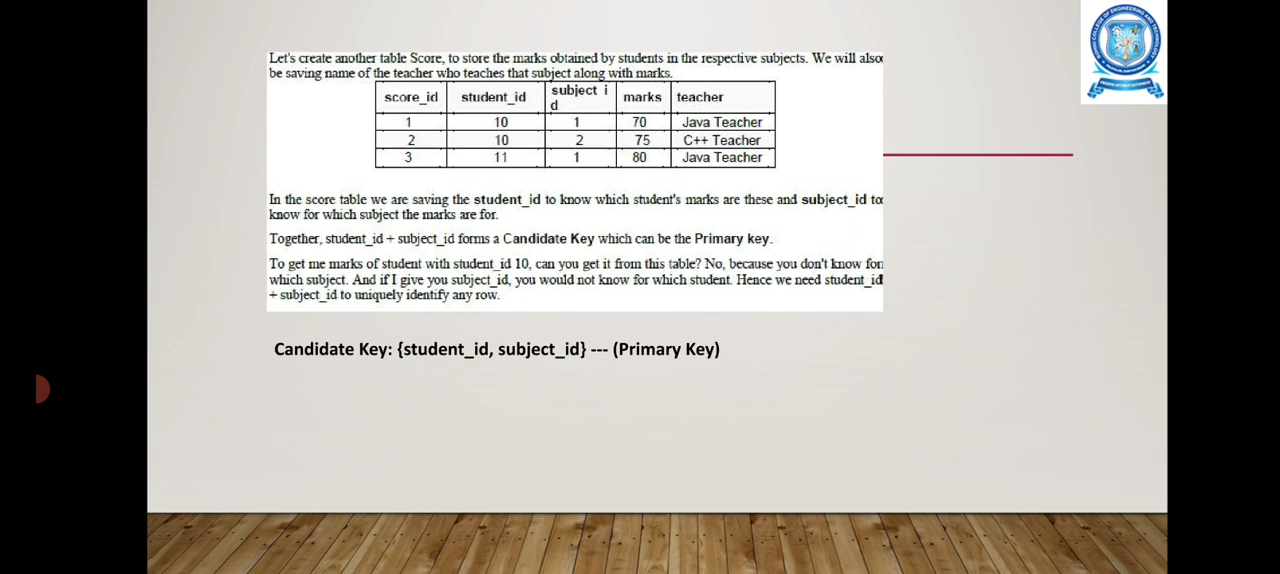 Let's create another table Score, to store the marks obtained by students in the respective subjects. We will also
be saving name of the teacher who teaches that subject along with marks.
score_id student_id subject i d marks teacher
1 10 1 70 Java Teacher
2 10 2 75 C++ Teacher
3 11 1 80 Java Teacher
In the score table we are saving the student_id to know which student's marks are these and subject_id to
know for which subject the marks are for.
Together, student_id + subject_id forms a Candidate Key which can be the Primary key.
To get me marks of student with student_id 10, can you get it from this table? No, because you don't know for
which subject. And if I give you subject_id, you would not know for which student. Hence we need student_id
+ subject_id to uniquely identify any row.
Candidate Key: {student_id, subject_id} --- (Primary Key)